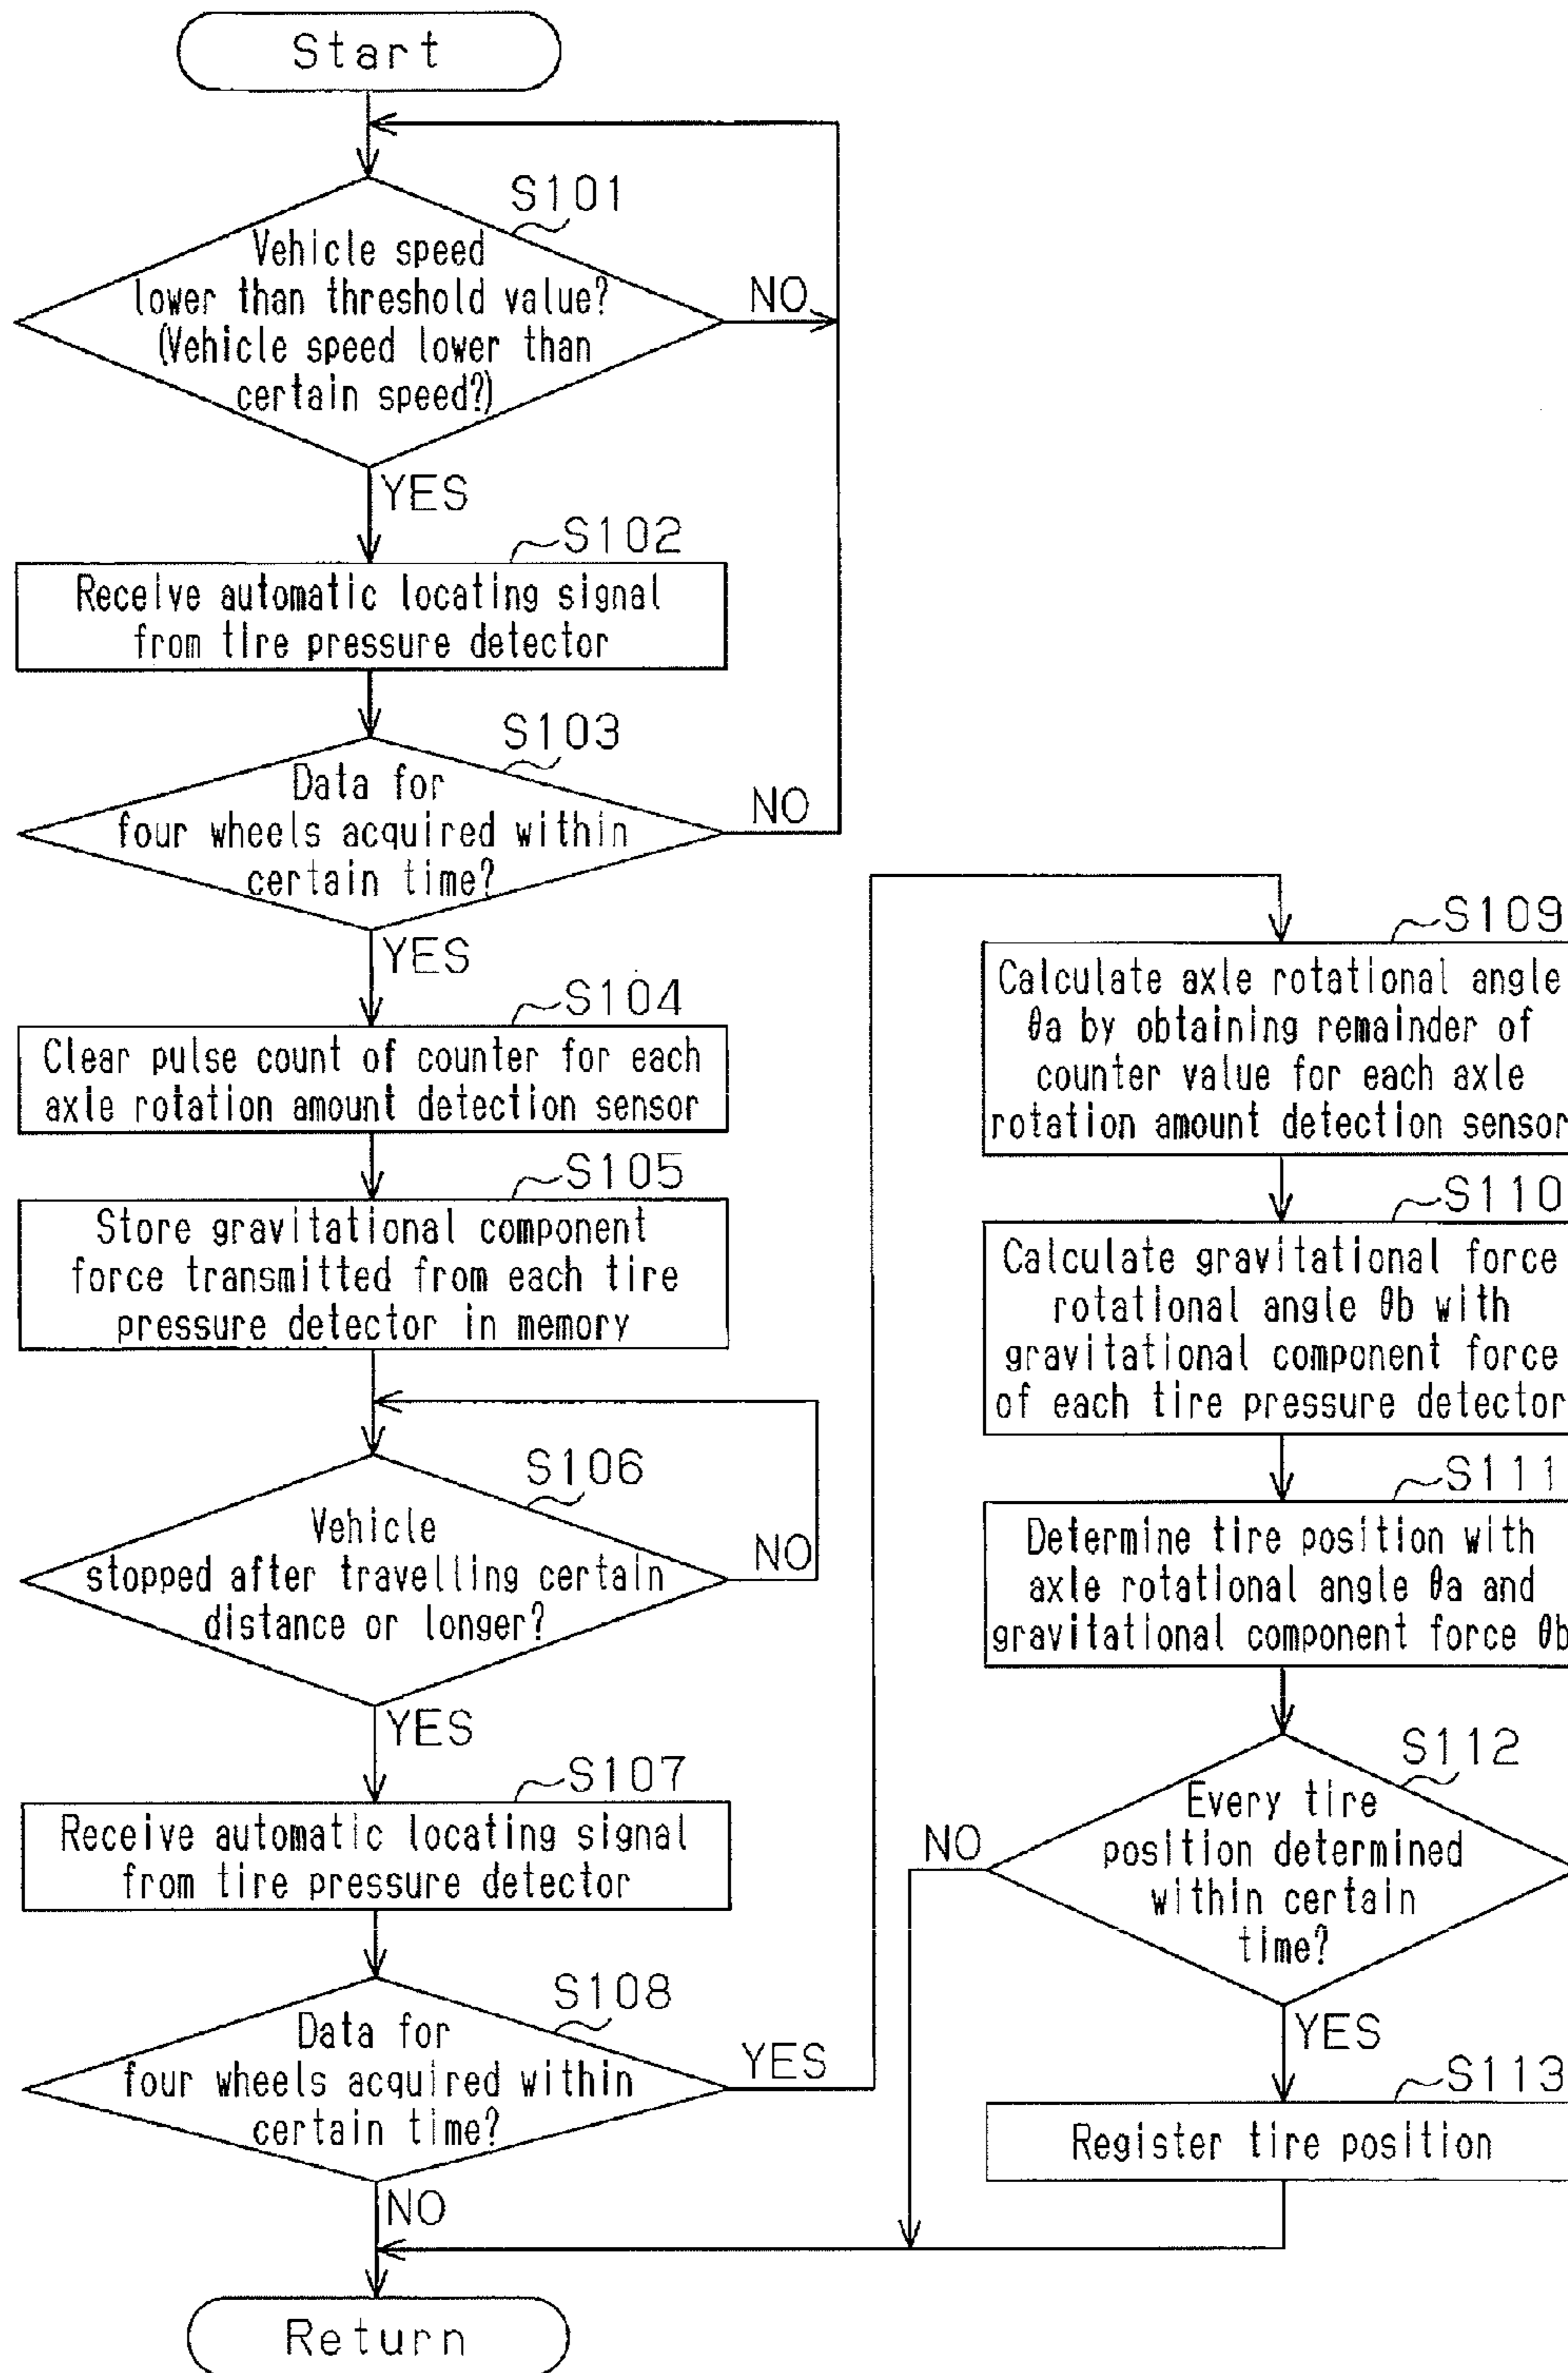 Start
S101
Vehicle speed
lower than threshold value?
(Vehicle speed lower than
certain speed?)
NO
YES
S102
Receive automatic locating signal
from tire pressure detector
S103
Data for
four wheels acquired within
certain time?
NO
YES
S104
Clear pulse count of counter for each
axle rotation amount detection sensor
S105
Store gravitational component
force transmitted from each tire
pressure detector in memory
S106
Vehicle
stopped after travelling certain
distance or longer?
NO
YES
S107
Receive automatic locating signal
from tire pressure detector
S108
Data for
four wheels acquired within
certain time?
YES
NO
Return
S109
Calculate axle rotational angle
θa by obtaining remainder of
counter value for each axle
rotation amount detection sensor
S110
Calculate gravitational force
rotational angle θb with
gravitational component force
of each tire pressure detector
S111
Determine tire position with
axle rotational angle θa and
gravitational component force θb
S112
Every tire
position determined
within certain
time?
NO
YES
S113
Register tire position